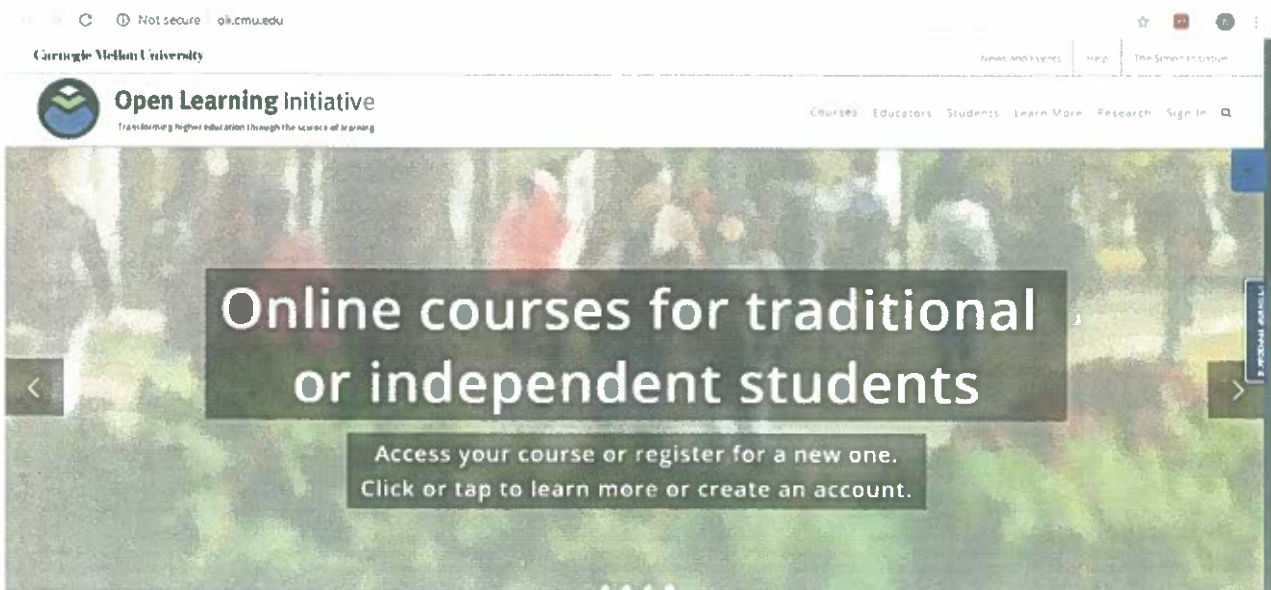 Not secure oli.cmu.edu
Carnegie Mellon University
News and Events Help The Simon Initiative
Open Learning Initiative
Transforming higher education through the science of learning
Courses Educators Students Learn More Research Sign In
Online courses for traditional
or independent students
Access your course or register for a new one.
Click or tap to learn more or create an account.